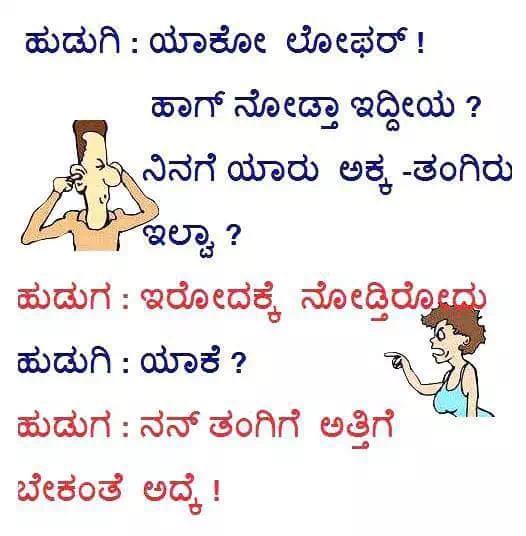 ಹುಡುಗಿ : ಯಾಕೋ ಲೋಫರ್ !
ಹಾಗ್ ನೋಡ್ತಾ ಇದ್ದೀಯ ?
ನಿನಗೆ ಯಾರು ಅಕ್ಕ -ತಂಗಿರು
ಇಲ್ವಾ ?
ಹುಡುಗ : ಇರೋದಕ್ಕೆ ನೋಡ್ತಿರೋದು
ಹುಡುಗಿ : ಯಾಕೆ ?
ಹುಡುಗ : ನನ್ ತಂಗಿಗೆ ಅತ್ತಿಗೆ
ಬೇಕಂತೆ ಅದ್ಕೆ !